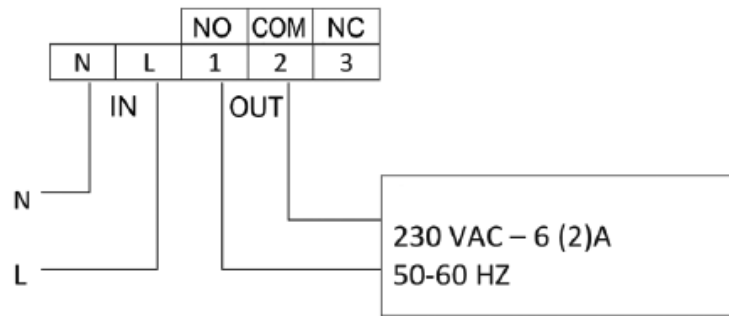 NO COM NC
N L 1 2 3
IN OUT
N
L
230 VAC – 6 (2)A
50-60 HZ